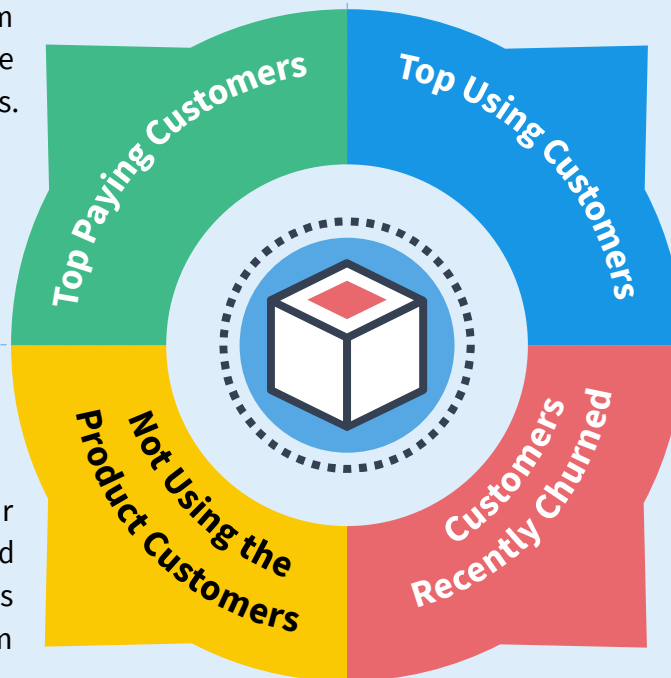 Top Paying Customers
Top Using Customers
Not Using the
Product Customers
Customers
Recently Churned